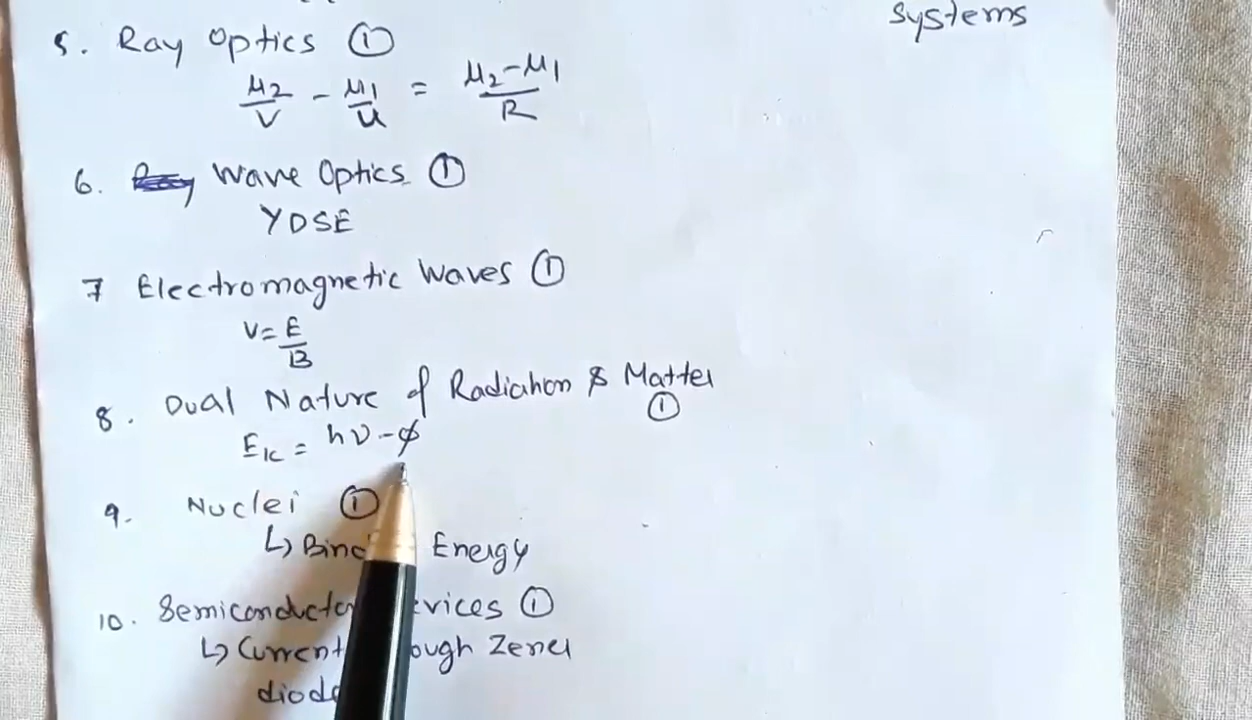 Systems
5. Ray Optics ①
μ2/V - μ1/u = μ2-μ1/R
6. Wave Optics ①
YDSE
7 Electromagnetic Waves ①
V=E/B
8. Dual Nature of Radiation & Matter
①
EK = hν-φ
9. Nuclei ①
↳ Energy
10. ①
↳ Current Zener